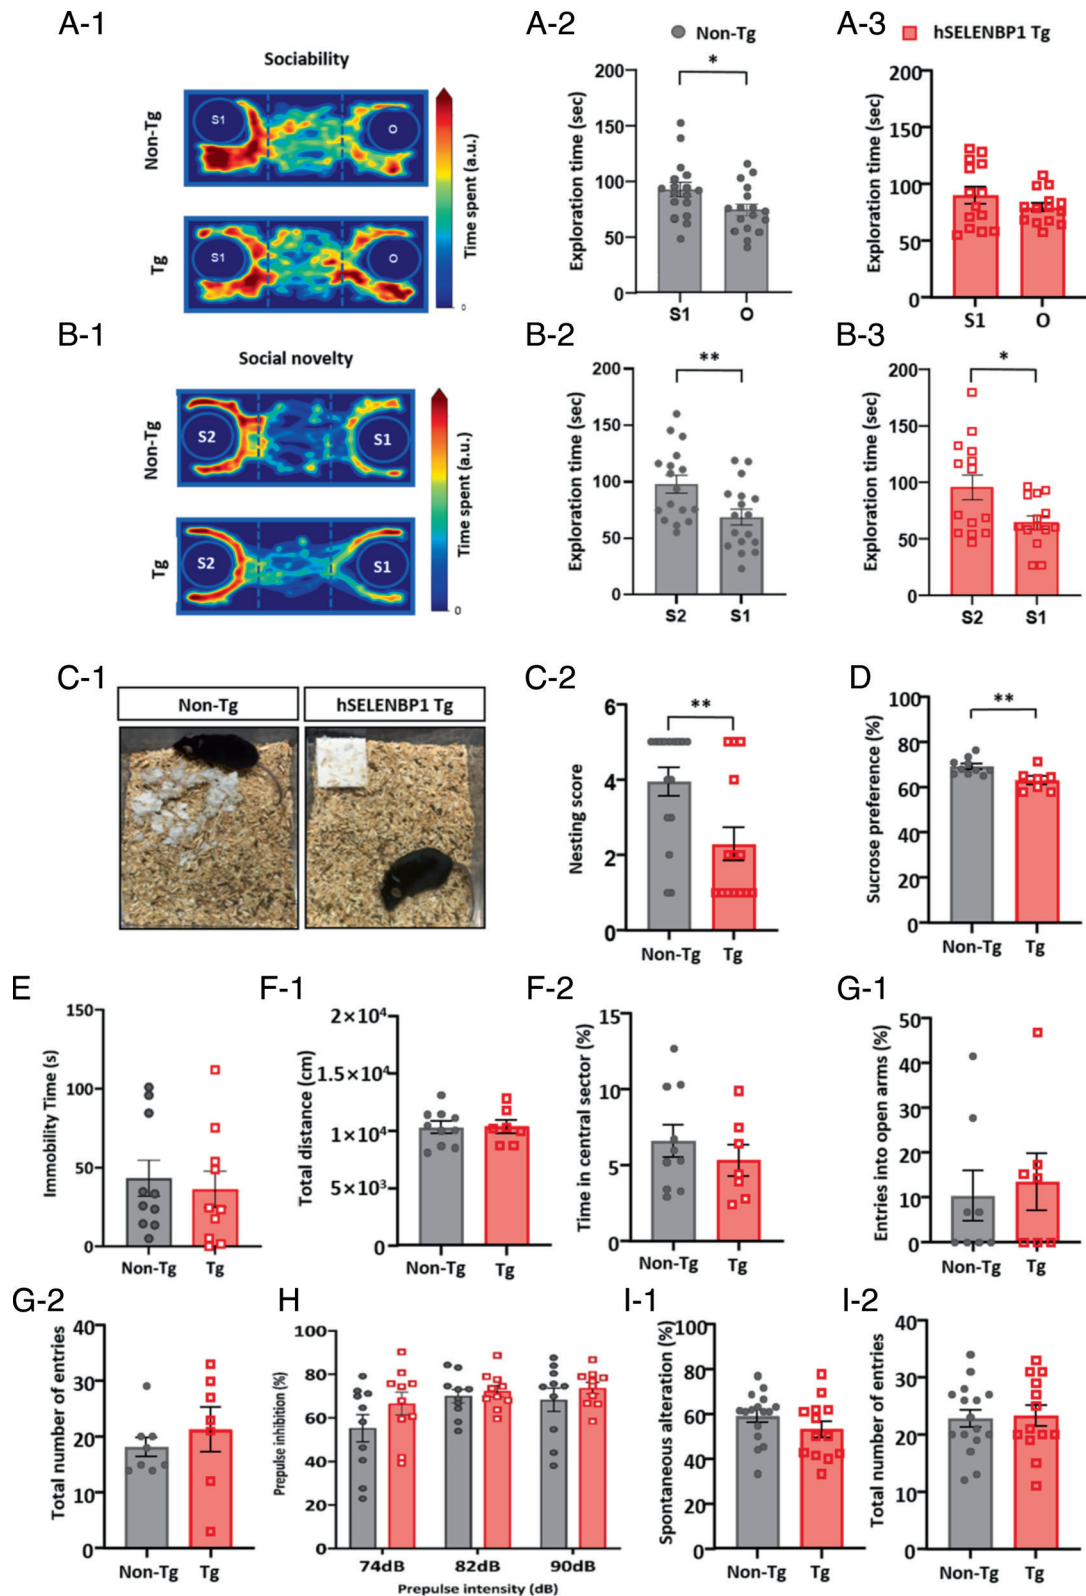 A-1
Sociability
Non-Tg
S1
O
Tg
S1
O
Time spent (a.u.)
0
A-2
Non-Tg
*
Exploration time (sec)
200
150
100
50
0
S1 O
A-3
hSELENBP1 Tg
Exploration time (sec)
200
150
100
50
0
S1 O
B-1
Social novelty
Non-Tg
S2
S1
Tg
S2
S1
Time spent (a.u.)
0
B-2
**
Exploration time (sec)
200
150
100
50
0
S2 S1
B-3
*
Exploration time (sec)
200
150
100
50
0
S2 S1
C-1
Non-Tg
hSELENBP1 Tg
C-2
**
Nesting score
6
4
2
0
Non-Tg Tg
D
**
Sucrose preference (%)
100
80
60
40
20
0
Non-Tg Tg
E
Immobility Time (s)
150
100
50
0
Non-Tg Tg
F-1
Total distance (cm)
2×10⁴
1.5×10⁴
1×10⁴
5×10³
0
Non-Tg Tg
F-2
Time in central sector (%)
15
10
5
0
Non-Tg Tg
G-1
Entries into open arms (%)
50
40
30
20
10
0
Non-Tg Tg
G-2
Total number of entries
40
30
20
10
0
Non-Tg Tg
H
Prepulse inhibition (%)
100
80
60
40
20
0
74dB 82dB 90dB
Prepulse intensity (dB)
I-1
Spontaneous alteration (%)
100
80
60
40
20
0
Non-Tg Tg
I-2
Total number of entries
40
30
20
10
0
Non-Tg Tg